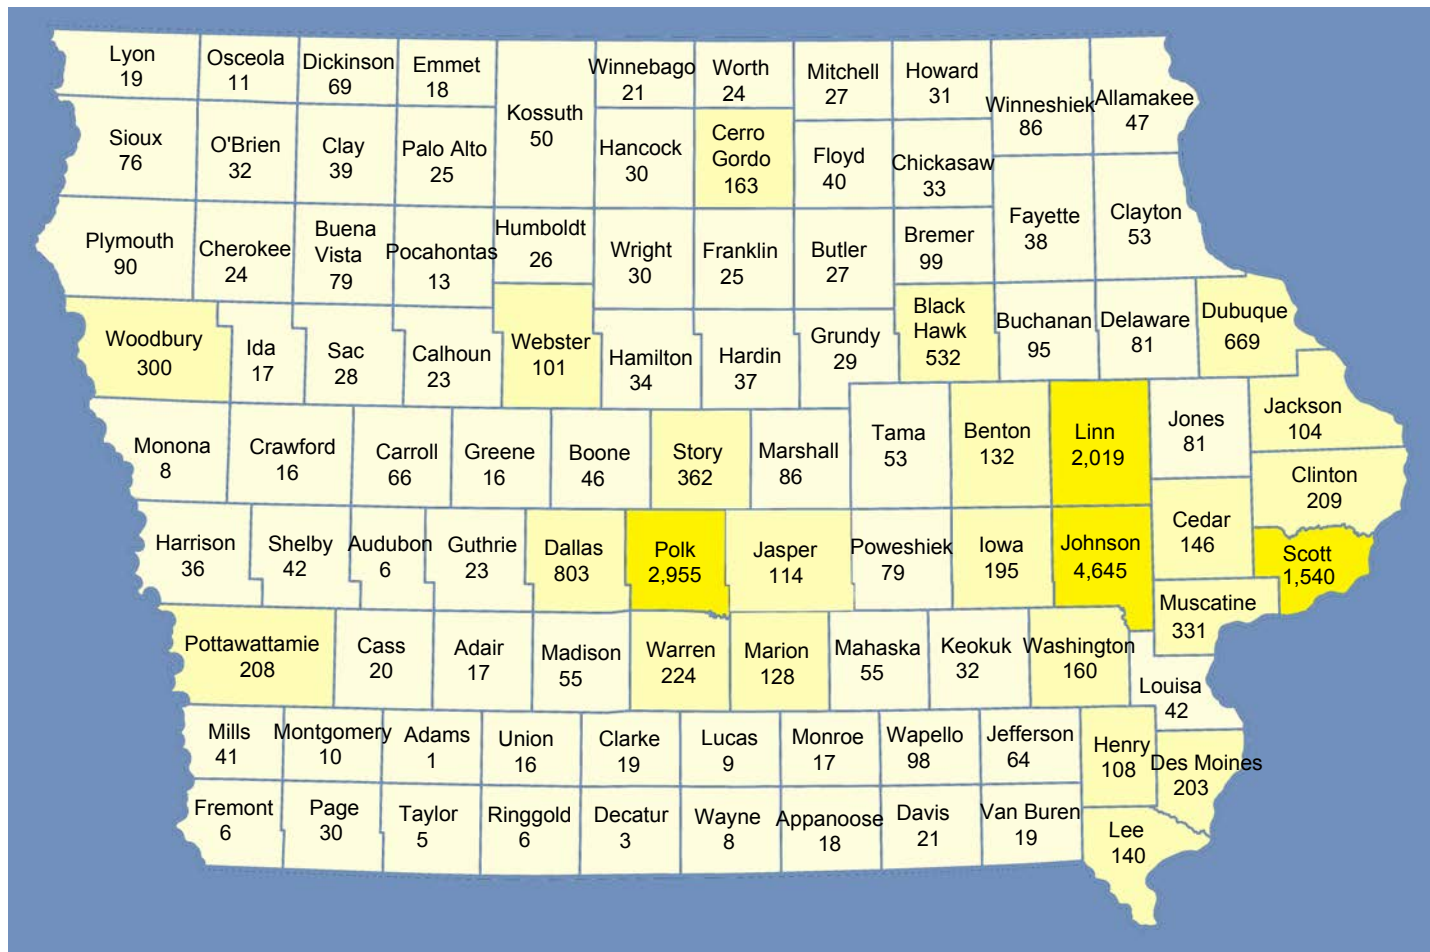 Lyon
19
Osceola
11
Dickinson
69
Emmet
18
Kossuth
50
Winnebago
21
Worth
24
Mitchell
27
Howard
31
Winneshiek
86
Allamakee
47
Sioux
76
O'Brien
32
Clay
39
Palo Alto
25
Hancock
30
Cerro
Gordo
163
Floyd
40
Chickasaw
33
Plymouth
90
Cherokee
24
Buena
Vista
79
Pocahontas
13
Humboldt
26
Wright
30
Franklin
25
Butler
27
Bremer
99
Fayette
38
Clayton
53
Woodbury
300
Ida
17
Sac
28
Calhoun
23
Webster
101
Hamilton
34
Hardin
37
Grundy
29
Black
Hawk
532
Buchanan
95
Delaware
81
Dubuque
669
Monona
8
Crawford
16
Carroll
66
Greene
16
Boone
46
Story
362
Marshall
86
Tama
53
Benton
132
Linn
2,019
Jones
81
Jackson
104
Clinton
209
Harrison
36
Shelby
42
Audubon
6
Guthrie
23
Dallas
803
Polk
2,955
Jasper
114
Poweshiek
79
Iowa
195
Johnson
4,645
Cedar
146
Scott
1,540
Muscatine
331
Pottawattamie
208
Cass
20
Adair
17
Madison
55
Warren
224
Marion
128
Mahaska
55
Keokuk
32
Washington
160
Louisa
42
Mills
41
Montgomery
10
Adams
1
Union
16
Clarke
19
Lucas
9
Monroe
17
Wapello
98
Jefferson
64
Henry
108
Des Moines
203
Fremont
6
Page
30
Taylor
5
Ringgold
6
Decatur
3
Wayne
8
Appanoose
18
Davis
21
Van Buren
19
Lee
140